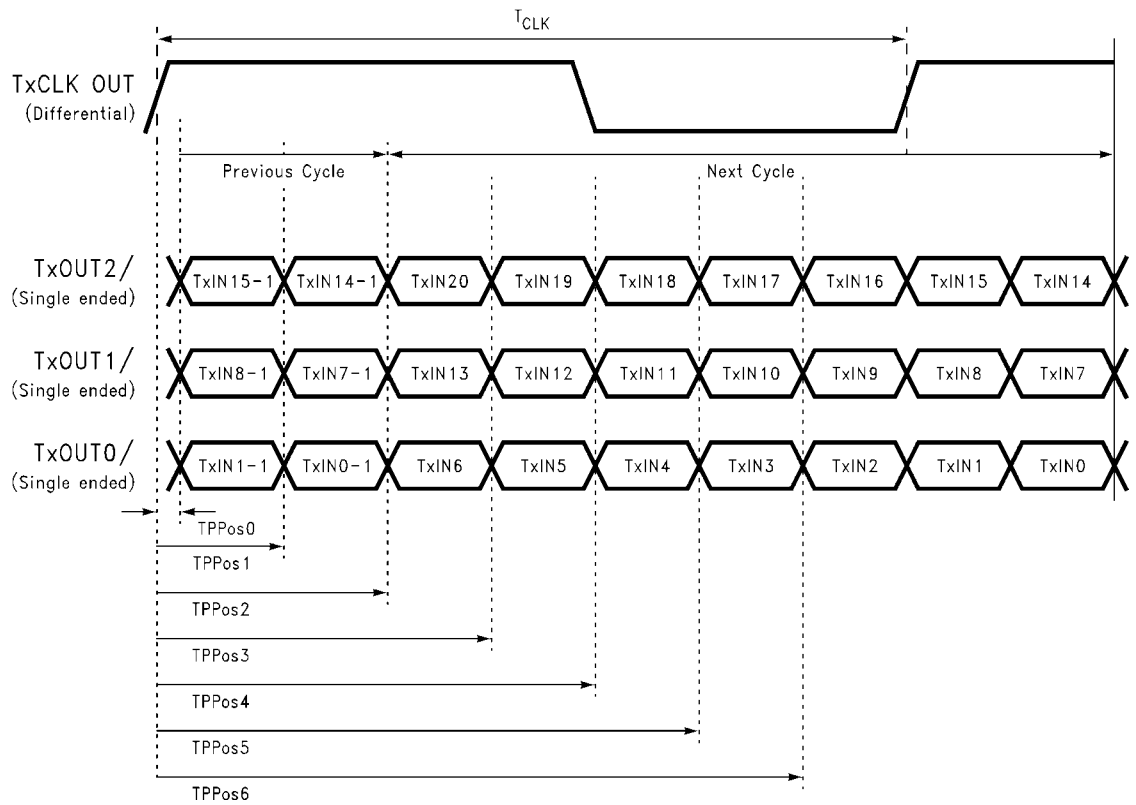 TCLK
TxCLK OUT
(Differential)
Previous Cycle
Next Cycle
TxOUT2/
(Single ended)
TxIN15-1 TxIN14-1 TxIN20 TxIN19 TxIN18 TxIN17 TxIN16 TxIN15 TxIN14
TxOUT1/
(Single ended)
TxIN8-1 TxIN7-1 TxIN13 TxIN12 TxIN11 TxIN10 TxIN9 TxIN8 TxIN7
TxOUT0/
(Single ended)
TxIN1-1 TxIN0-1 TxIN6 TxIN5 TxIN4 TxIN3 TxIN2 TxIN1 TxIN0
TPPos0
TPPos1
TPPos2
TPPos3
TPPos4
TPPos5
TPPos6